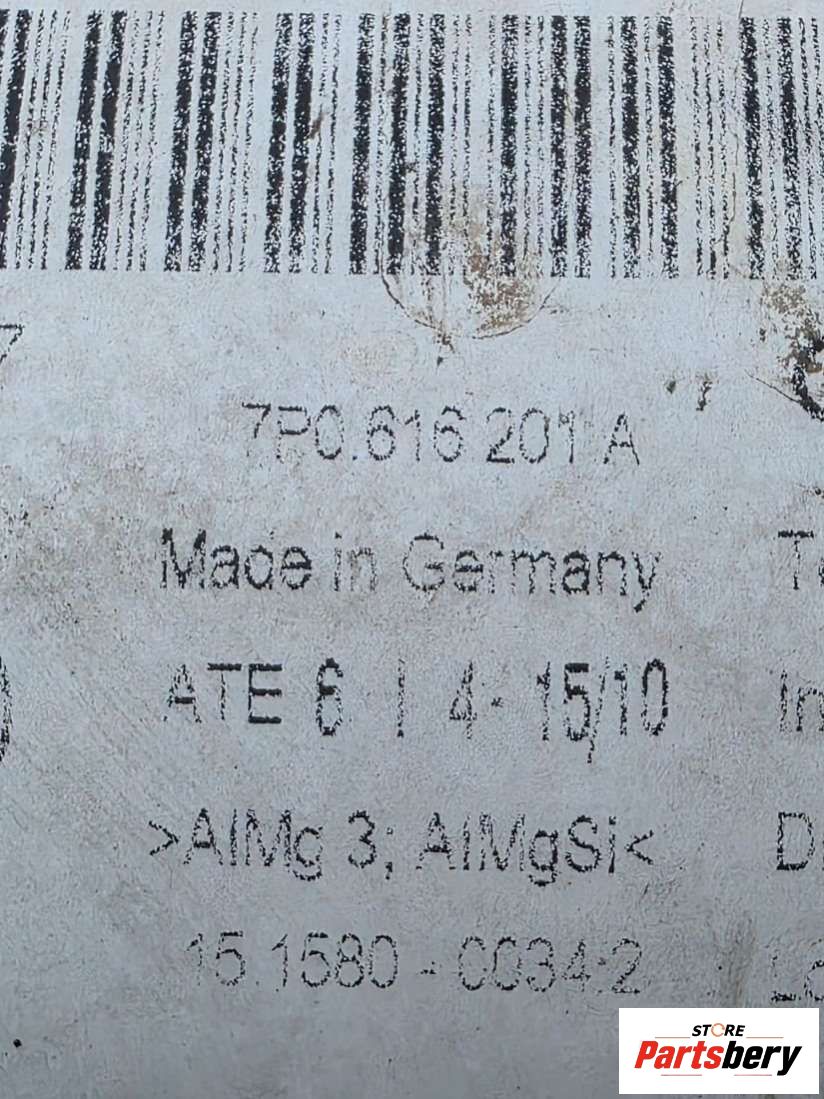 7P0.616 201 A
Made in Germany
ATE 6 | 4- 15/10
>AlMg 3; AlMgSi<
15.1580 - 0034.2
STORE
Partsbery